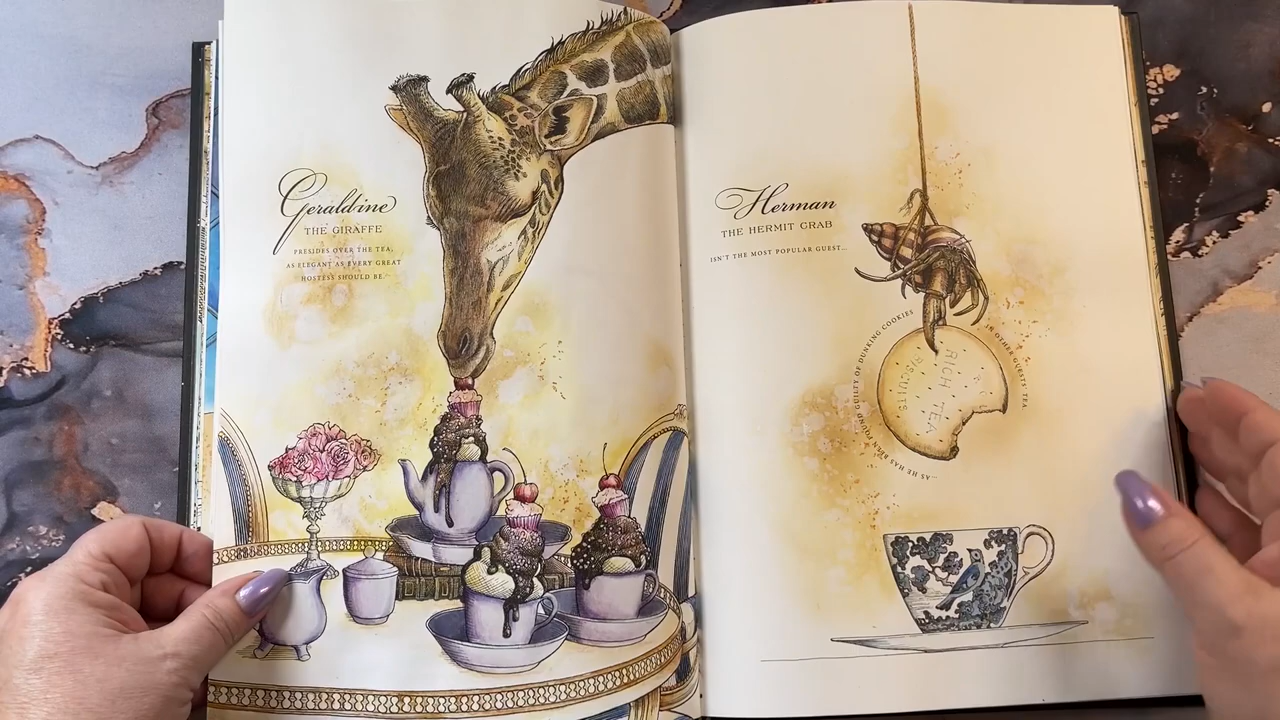 Geraldine
THE GIRAFFE
PRESIDES OVER THE TEA,
AS ELEGANT AS EVERY GREAT
HOSTESS SHOULD BE.
Herman
THE HERMIT CRAB
ISN'T THE MOST POPULAR GUEST...
...AS HE HAS BEEN FOUND GUILTY OF DUNKING COOKIES
IN OTHER GUESTS' TEA
RICH TEA
BISCUITS